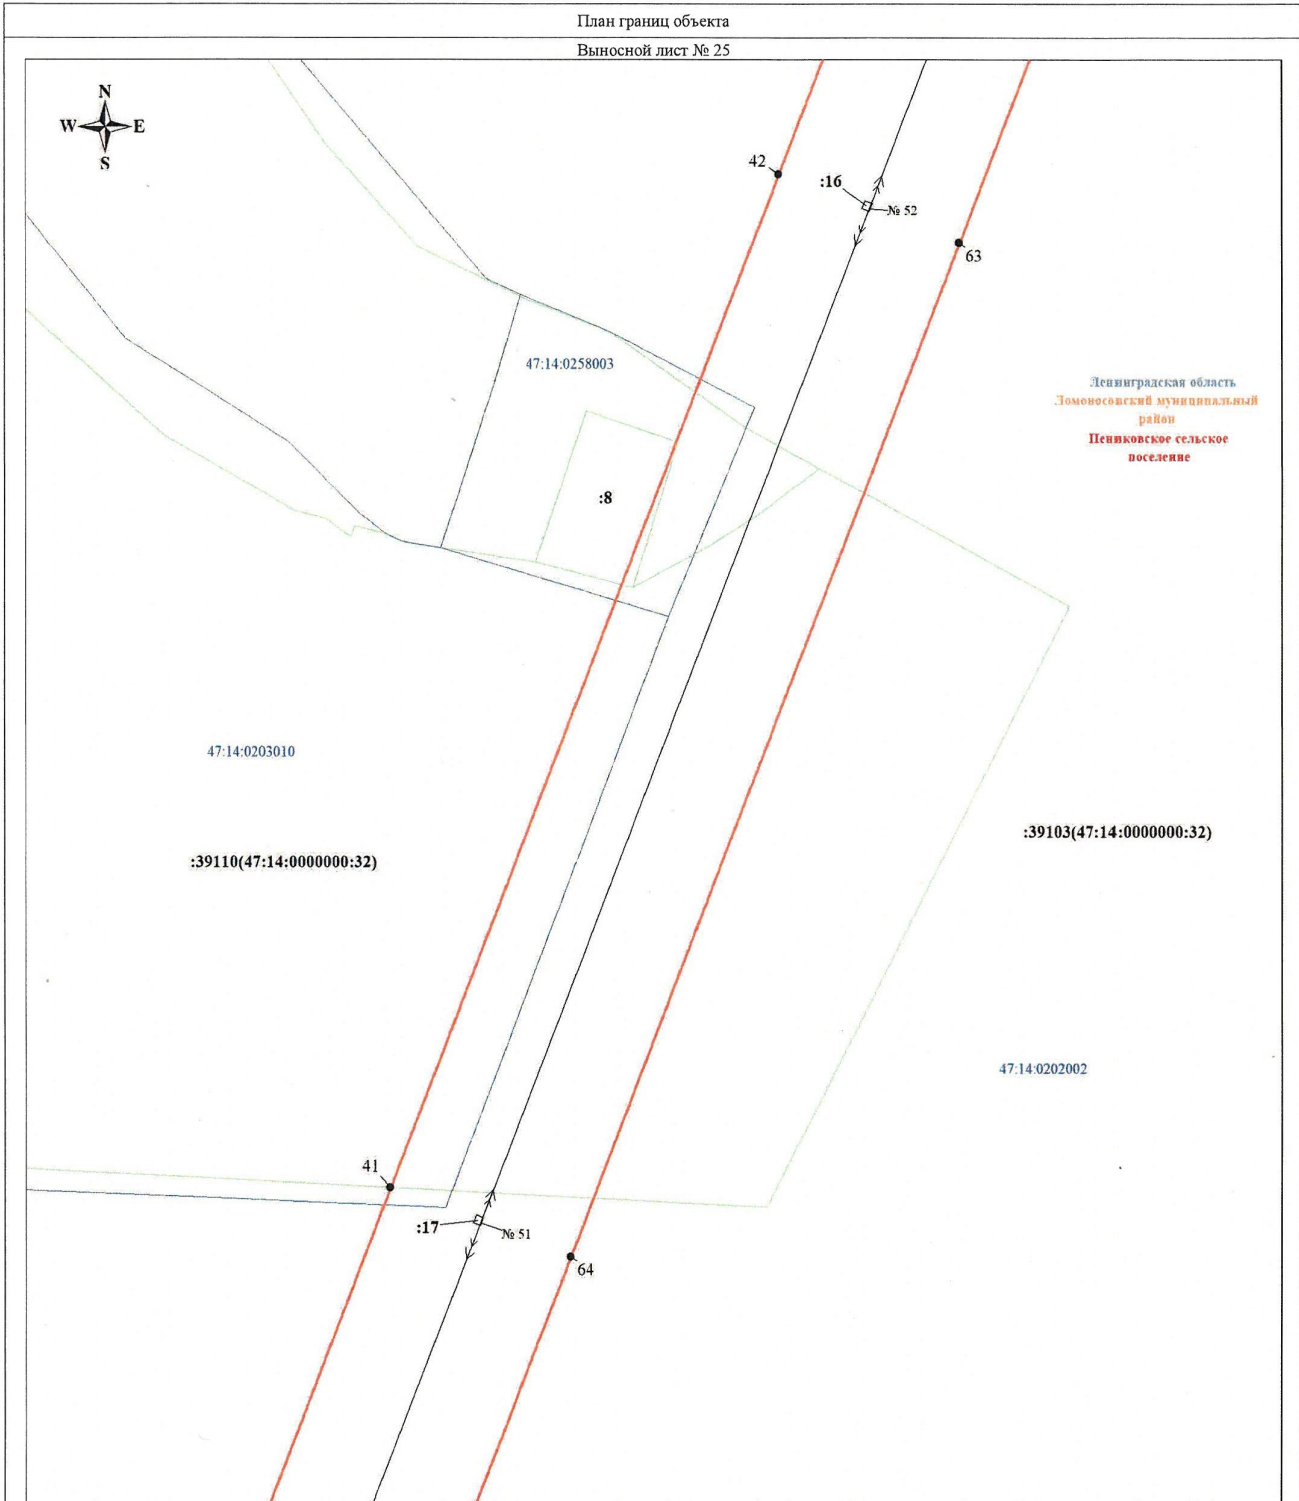 План границ объекта
Выносной лист № 25
N
W E
S
42
:16
№ 52
63
47:14:0258003
Ленинградская область
Ломоносовский муниципальный
район
Пениковское сельское
поселение
:8
47:14:0203010
:39103(47:14:0000000:32)
:39110(47:14:0000000:32)
47:14:0202002
41
:17
№ 51
64